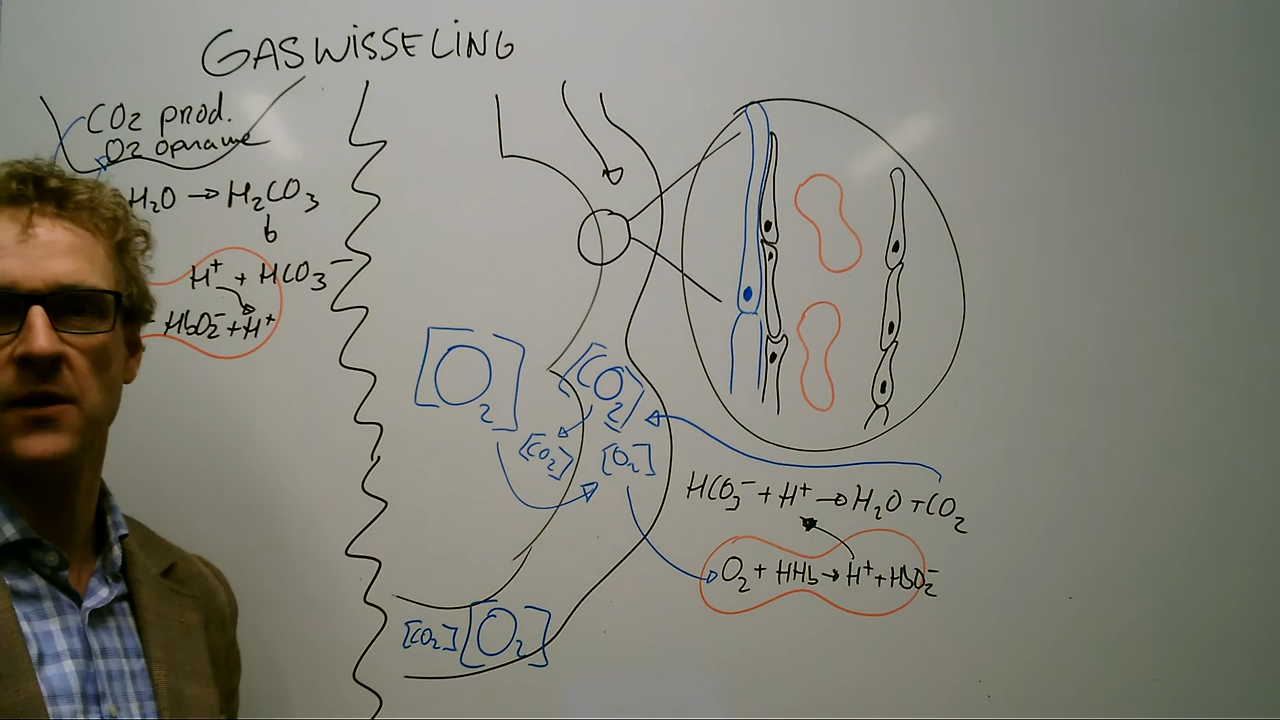 GASWISSELING
CO2 prod.
O2 opname
H2O → H2CO3
H+ + HCO3−
HbO2− + H+
[O2]
[CO2]
[CO2]
[O2]
HCO3− + H+ → H2O + CO2
O2 + HHb → H+ + HbO2−
[CO2] [O2]